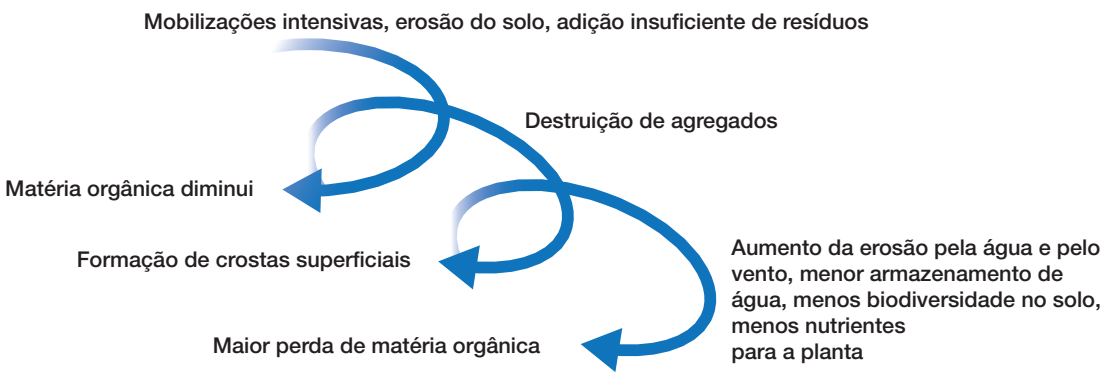 Mobilizações intensivas, erosão do solo, adição insuficiente de resíduos
Destruição de agregados
Matéria orgânica diminui
Formação de crostas superficiais
Aumento da erosão pela água e pelo
vento, menor armazenamento de
água, menos biodiversidade no solo,
menos nutrientes
para a planta
Maior perda de matéria orgânica